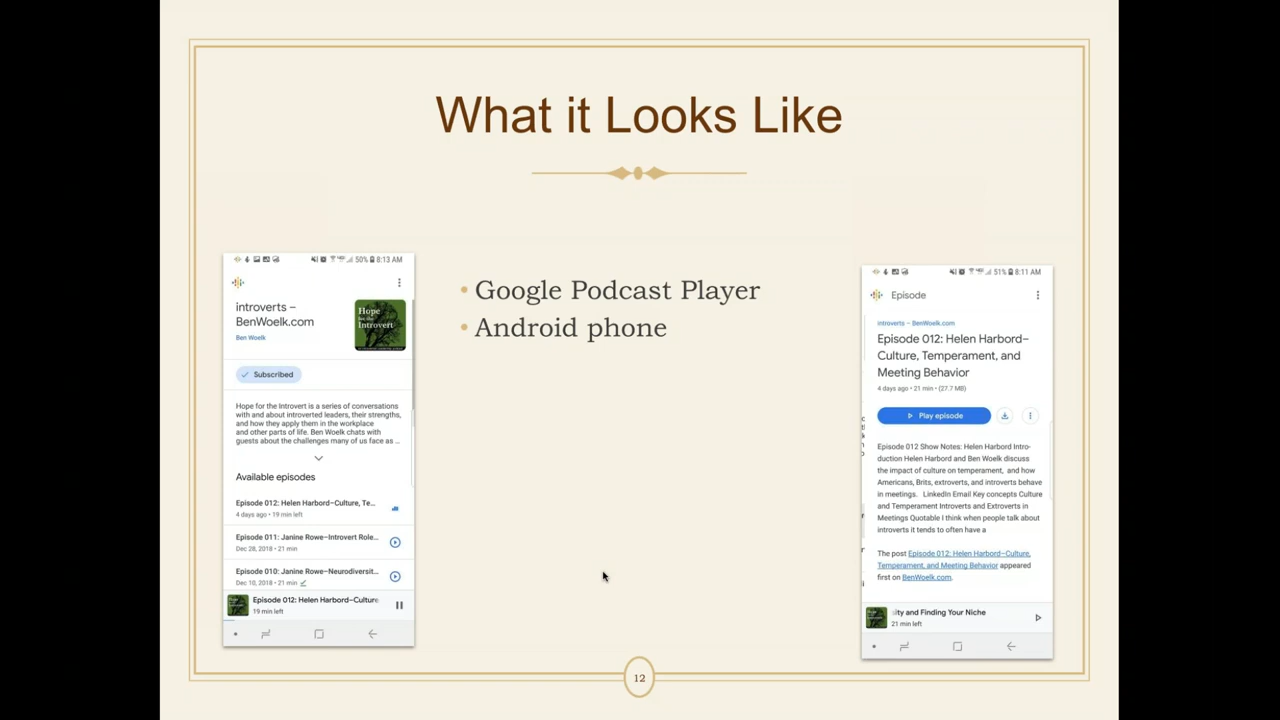 What it Looks Like
50% 8:13 AM
introverts –
BenWoelk.com
Ben Woelk
Hope
for the
Introvert
Subscribed
Hope for the Introvert is a series of conversations
with and about introverted leaders, their strengths,
and how they apply them in the workplace
and other parts of life. Ben Woelk chats with
guests about the challenges many of us face as ...
Available episodes
Episode 012: Helen Harbord–Culture, Te...
4 days ago • 19 min left
Episode 011: Janine Rowe–Introvert Role...
Dec 28, 2018 • 21 min
Episode 010: Janine Rowe–Neurodiversit...
Dec 10, 2018 • 21 min
Episode 012: Helen Harbord–Culture
19 min left
• Google Podcast Player
• Android phone
51% 8:11 AM
Episode
introverts – BenWoelk.com
Episode 012: Helen Harbord–
Culture, Temperament, and
Meeting Behavior
4 days ago • 21 min • (27.7 MB)
Play episode
Episode 012 Show Notes: Helen Harbord Intro-
duction Helen Harbord and Ben Woelk discuss
the impact of culture on temperament, and how
Americans, Brits, extroverts, and introverts behave
in meetings. LinkedIn Email Key concepts Culture
and Temperament Introverts and Extroverts in
Meetings Quotable I think when people talk about
introverts it tends to often have a
The post Episode 012: Helen Harbord–Culture,
Temperament, and Meeting Behavior appeared
first on BenWoelk.com.
ity and Finding Your Niche
21 min left
12